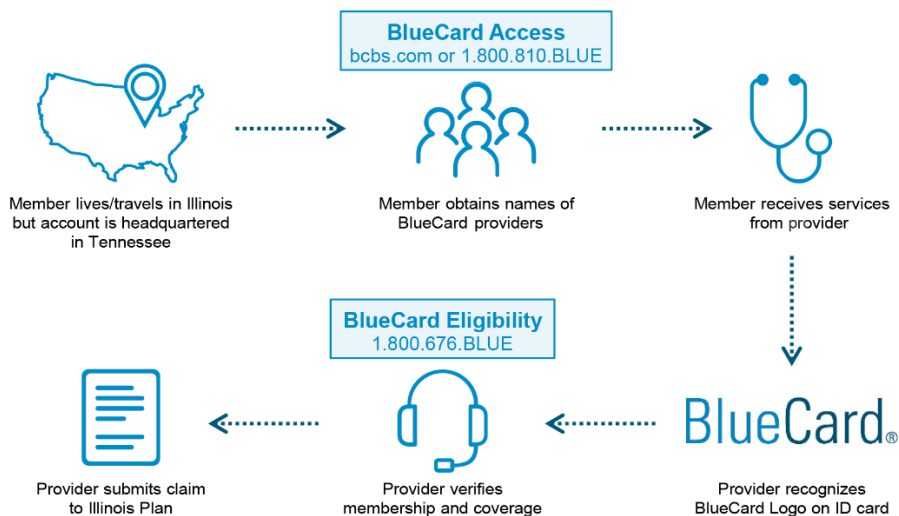 BlueCard Access
bcbs.com or 1.800.810.BLUE
Member lives/travels in Illinois
but account is headquartered
in Tennessee
Member obtains names of
BlueCard providers
Member receives services
from provider
BlueCard®
Provider recognizes
BlueCard Logo on ID card
BlueCard Eligibility
1.800.676.BLUE
Provider verifies
membership and coverage
Provider submits claim
to Illinois Plan